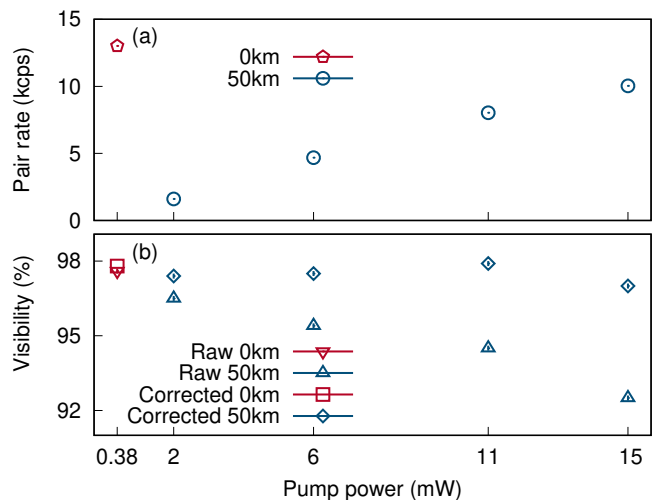 15
10
5
0
Pair rate (kcps)
(a)
0km
50km
98
95
92
Visibility (%)
(b)
Raw 0km
Raw 50km
Corrected 0km
Corrected 50km
0.38 2 6 11 15
Pump power (mW)